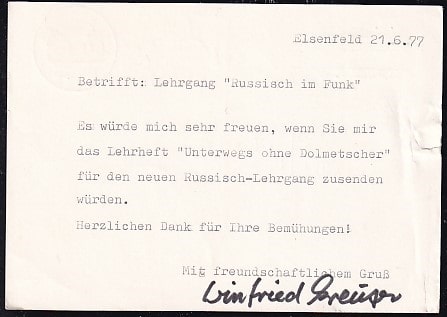 Elsenfeld 21.6.77
Betrifft: Lehrgang "Russisch im Funk"
Es würde mich sehr freuen, wenn Sie mir
das Lehrheft "Unterwegs ohne Dolmetscher"
für den neuen Russisch-Lehrgang zusenden
würden.
Herzlichen Dank für Ihre Bemühungen!
Mit freundschaftlichem Gruß
Winfried